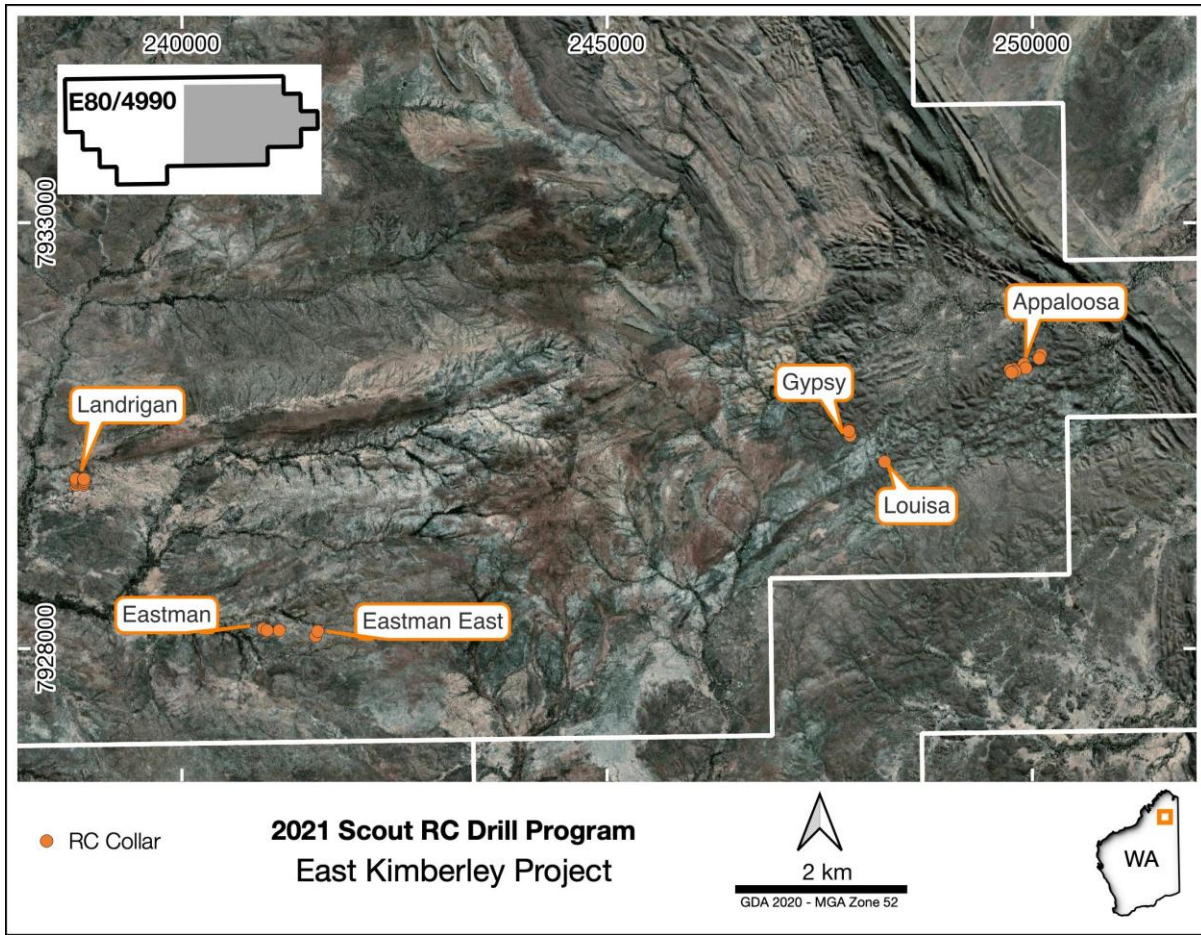 240000
245000
250000
E80/4990
7933000
Appaloosa
Gypsy
Landrigan
Louisa
Eastman
Eastman East
7928000
RC Collar
2021 Scout RC Drill Program
East Kimberley Project
2 km
GDA 2020 - MGA Zone 52
WA